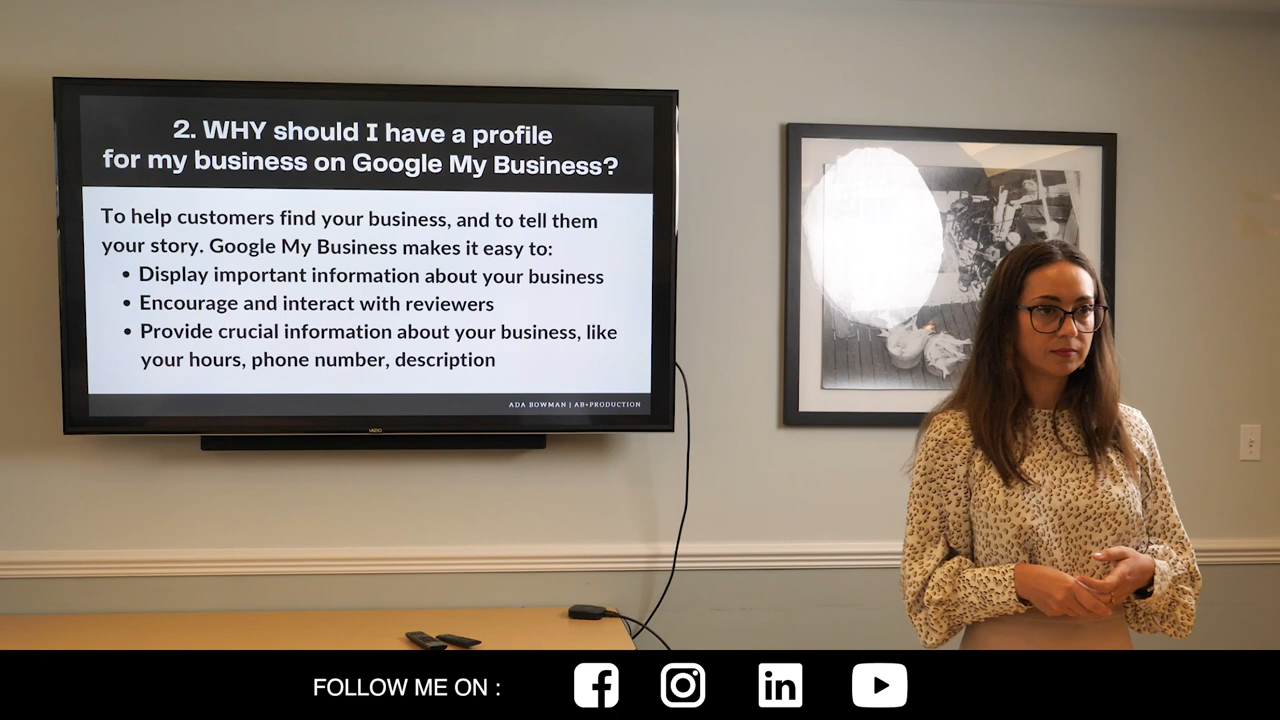 2. WHY should I have a profile
for my business on Google My Business?
To help customers find your business, and to tell them
your story. Google My Business makes it easy to:
• Display important information about your business
• Encourage and interact with reviewers
• Provide crucial information about your business, like
your hours, phone number, description
ADA BOWMAN | AB+PRODUCTION
VIZIO
FOLLOW ME ON :
in